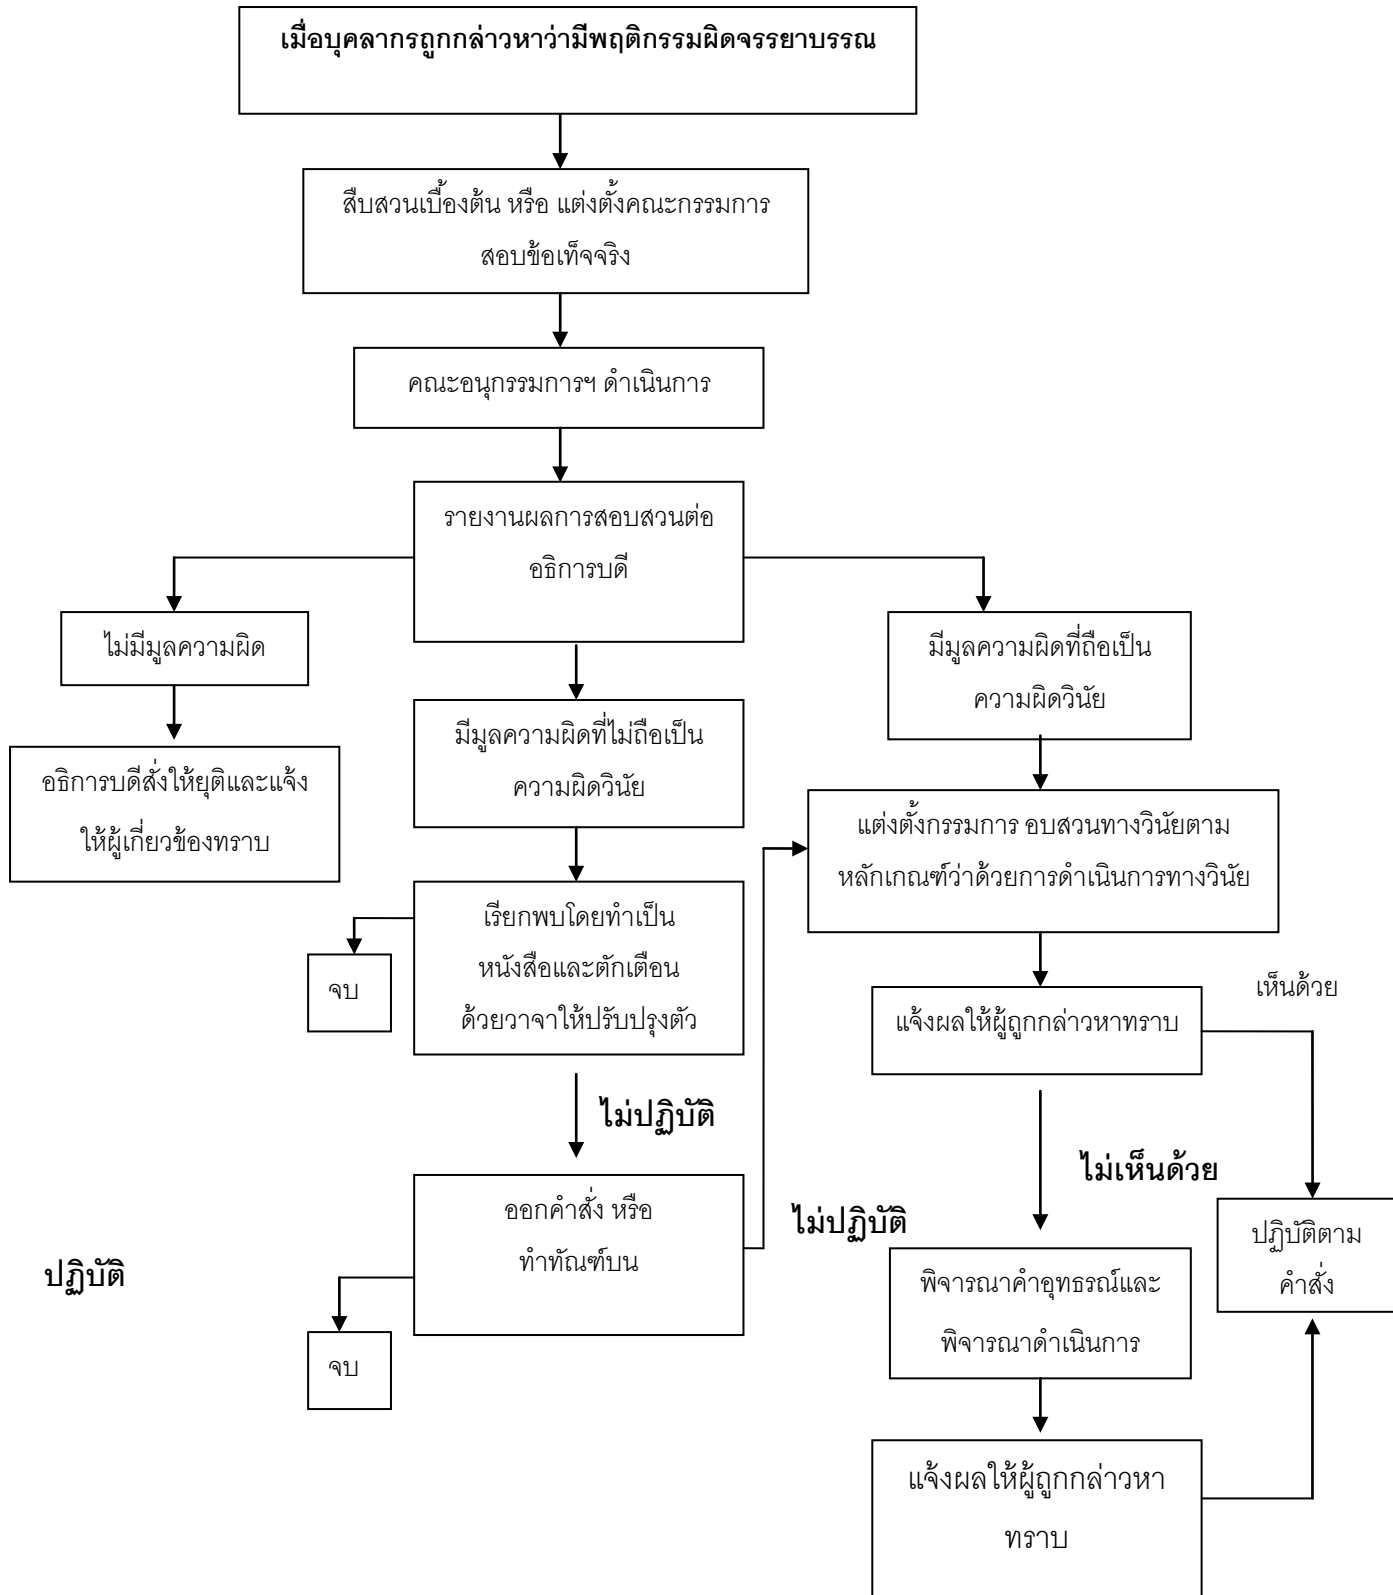 เมื่อบุคลากรถูกกล่าวหาว่ามีพฤติกรรมผิดจรรยาบรรณ
สืบสวนเบื้องต้น หรือ แต่งตั้งคณะกรรมการ
สอบข้อเท็จจริง
คณะอนุกรรมการฯ ดำเนินการ
รายงานผลการสอบสวนต่อ
อธิการบดี
ไม่มีมูลความผิด
อธิการบดีสั่งให้ยุติและแจ้ง
ให้ผู้เกี่ยวข้องทราบ
มีมูลความผิดที่ไม่ถือเป็น
ความผิดวินัย
เรียกพบโดยทำเป็น
หนังสือและตักเตือน
ด้วยวาจาให้ปรับปรุงตัว
จบ
ไม่ปฏิบัติ
ออกคำสั่ง หรือ
ทำทัณฑ์บน
ปฏิบัติ
จบ
ไม่ปฏิบัติ
มีมูลความผิดที่ถือเป็น
ความผิดวินัย
แต่งตั้งกรรมการ อบสวนทางวินัยตาม
หลักเกณฑ์ว่าด้วยการดำเนินการทางวินัย
แจ้งผลให้ผู้ถูกกล่าวหาทราบ
เห็นด้วย
ไม่เห็นด้วย
ปฏิบัติตาม
คำสั่ง
พิจารณาคำอุทธรณ์และ
พิจารณาดำเนินการ
แจ้งผลให้ผู้ถูกกล่าวหา
ทราบ